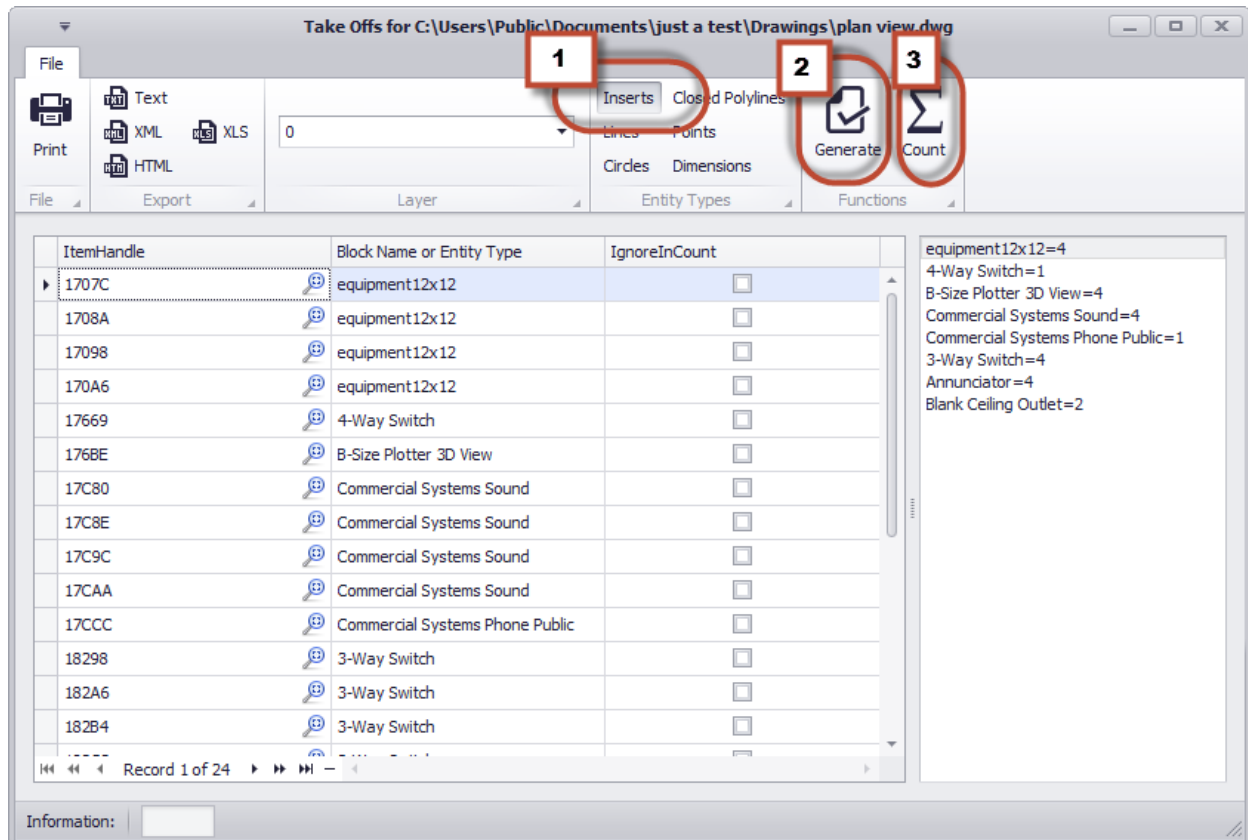 Take Offs for C:\Users\Public\Documents\just a test\Drawings\plan view.dwg
1
2
3
File
Print
Text
XML
XLS
HTML
0
Inserts Closed Polylines
Lines Points
Circles Dimensions
Generate
Count
File
Export
Layer
Entity Types
Functions
ItemHandle Block Name or Entity Type IgnoreInCount
1707C equipment12x12
1708A equipment12x12
17098 equipment12x12
170A6 equipment12x12
17669 4-Way Switch
176BE B-Size Plotter 3D View
17C80 Commercial Systems Sound
17C8E Commercial Systems Sound
17C9C Commercial Systems Sound
17CAA Commercial Systems Sound
17CCC Commercial Systems Phone Public
18298 3-Way Switch
182A6 3-Way Switch
182B4 3-Way Switch
Record 1 of 24
equipment12x12=4
4-Way Switch=1
B-Size Plotter 3D View=4
Commercial Systems Sound=4
Commercial Systems Phone Public=1
3-Way Switch=4
Annunciator=4
Blank Ceiling Outlet=2
Information: